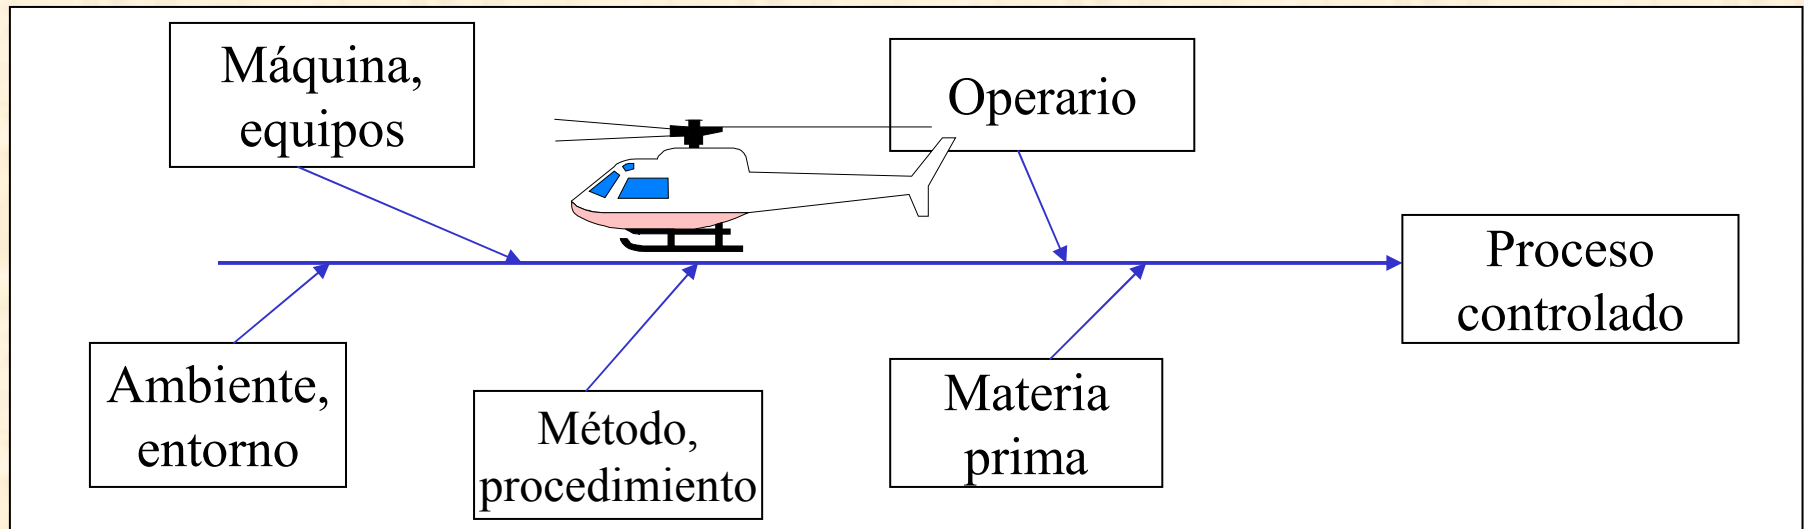 Máquina,
equipos
Operario
Proceso
controlado
Ambiente,
entorno
Método,
procedimiento
Materia
prima